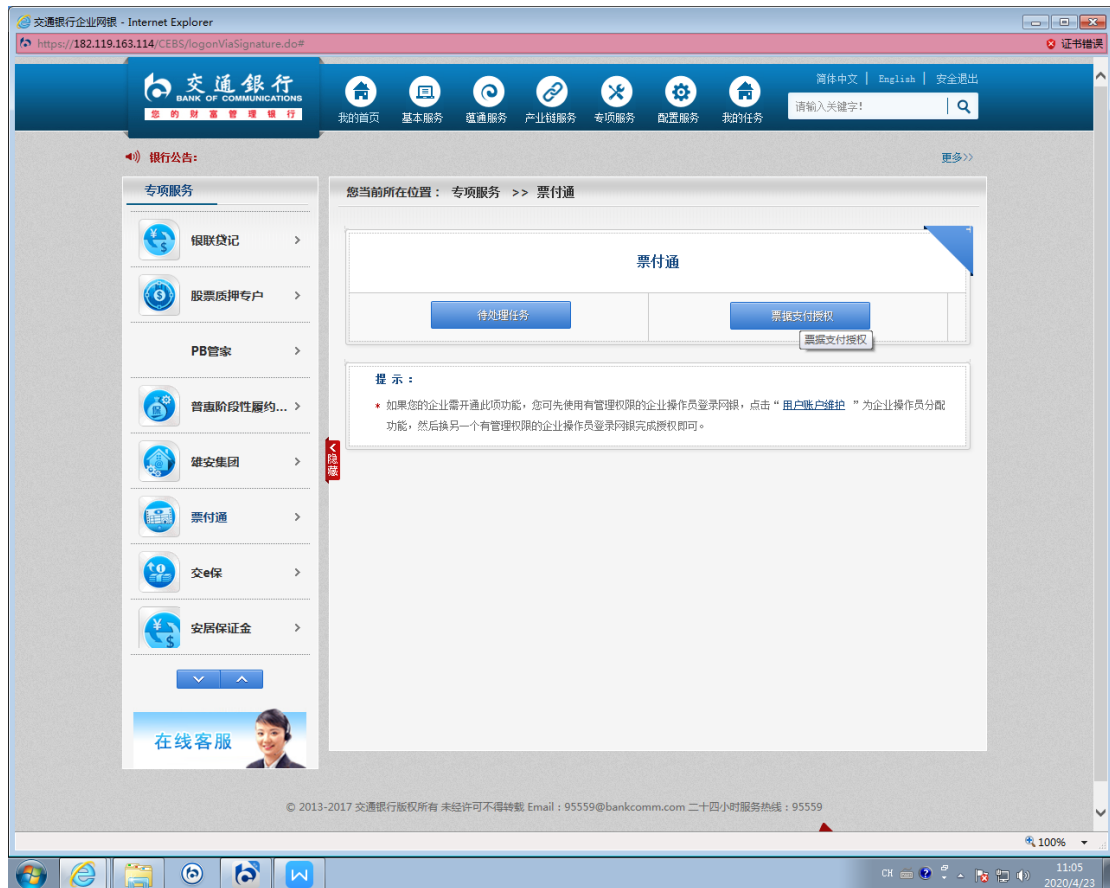 交通银行企业网银 - Internet Explorer
https://182.119.163.114/CEBS/logonViaSignature.do#
证书错误
交通銀行
BANK OF COMMUNICATIONS
您的财富管理银行
我的首页
基本服务
蕴通服务
产业链服务
专项服务
配置服务
我的任务
简体中文 | English | 安全退出
请输入关键字!
银行公告:
更多>>
专项服务
您当前所在位置： 专项服务 >> 票付通
银联贷记
股票质押专户
PB管家
普惠阶段性履约...
雄安集团
票付通
交e保
安居保证金
票付通
待处理任务
票据支付授权
票据支付授权
提 示：
* 如果您的企业需开通此项功能，您可先使用有管理权限的企业操作员登录网银，点击“ 用户账户维护 ”为企业操作员分配
功能，然后换另一个有管理权限的企业操作员登录网银完成授权即可。
隐藏
在线客服
© 2013-2017 交通银行版权所有 未经许可不得转载 Email : 95559@bankcomm.com 二十四小时服务热线 : 95559
100%
CH
11:05
2020/4/23